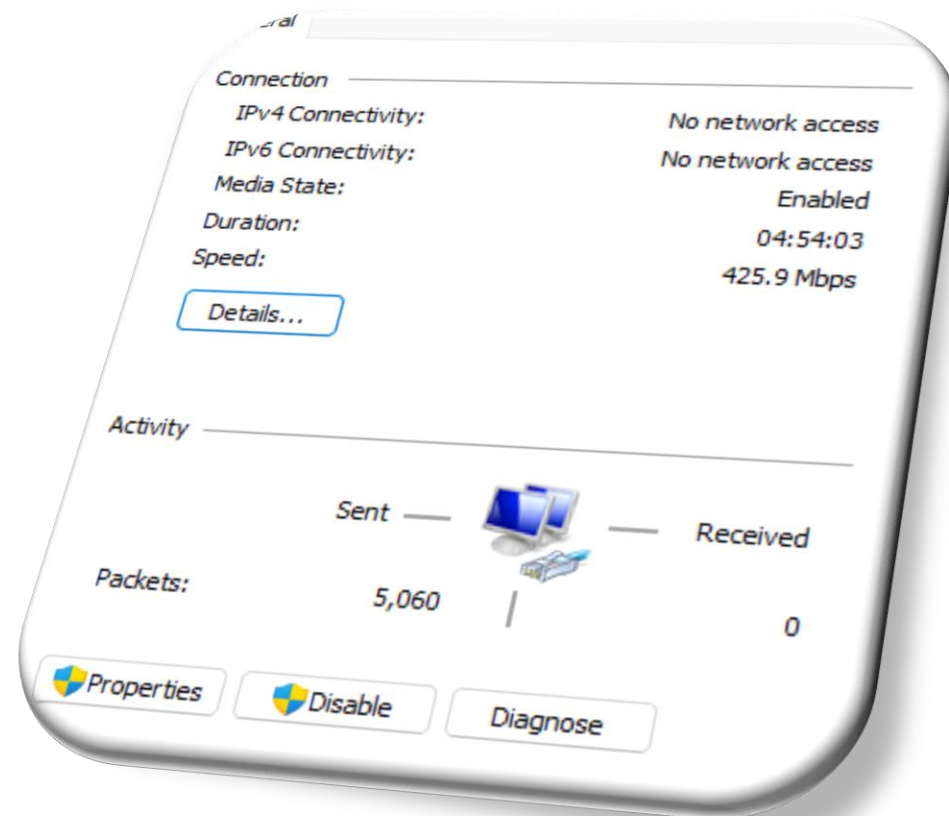 Connection
IPv4 Connectivity: No network access
IPv6 Connectivity: No network access
Media State: Enabled
Duration: 04:54:03
Speed: 425.9 Mbps
Details...
Activity
Sent Received
Packets: 5,060 0
Properties Disable Diagnose